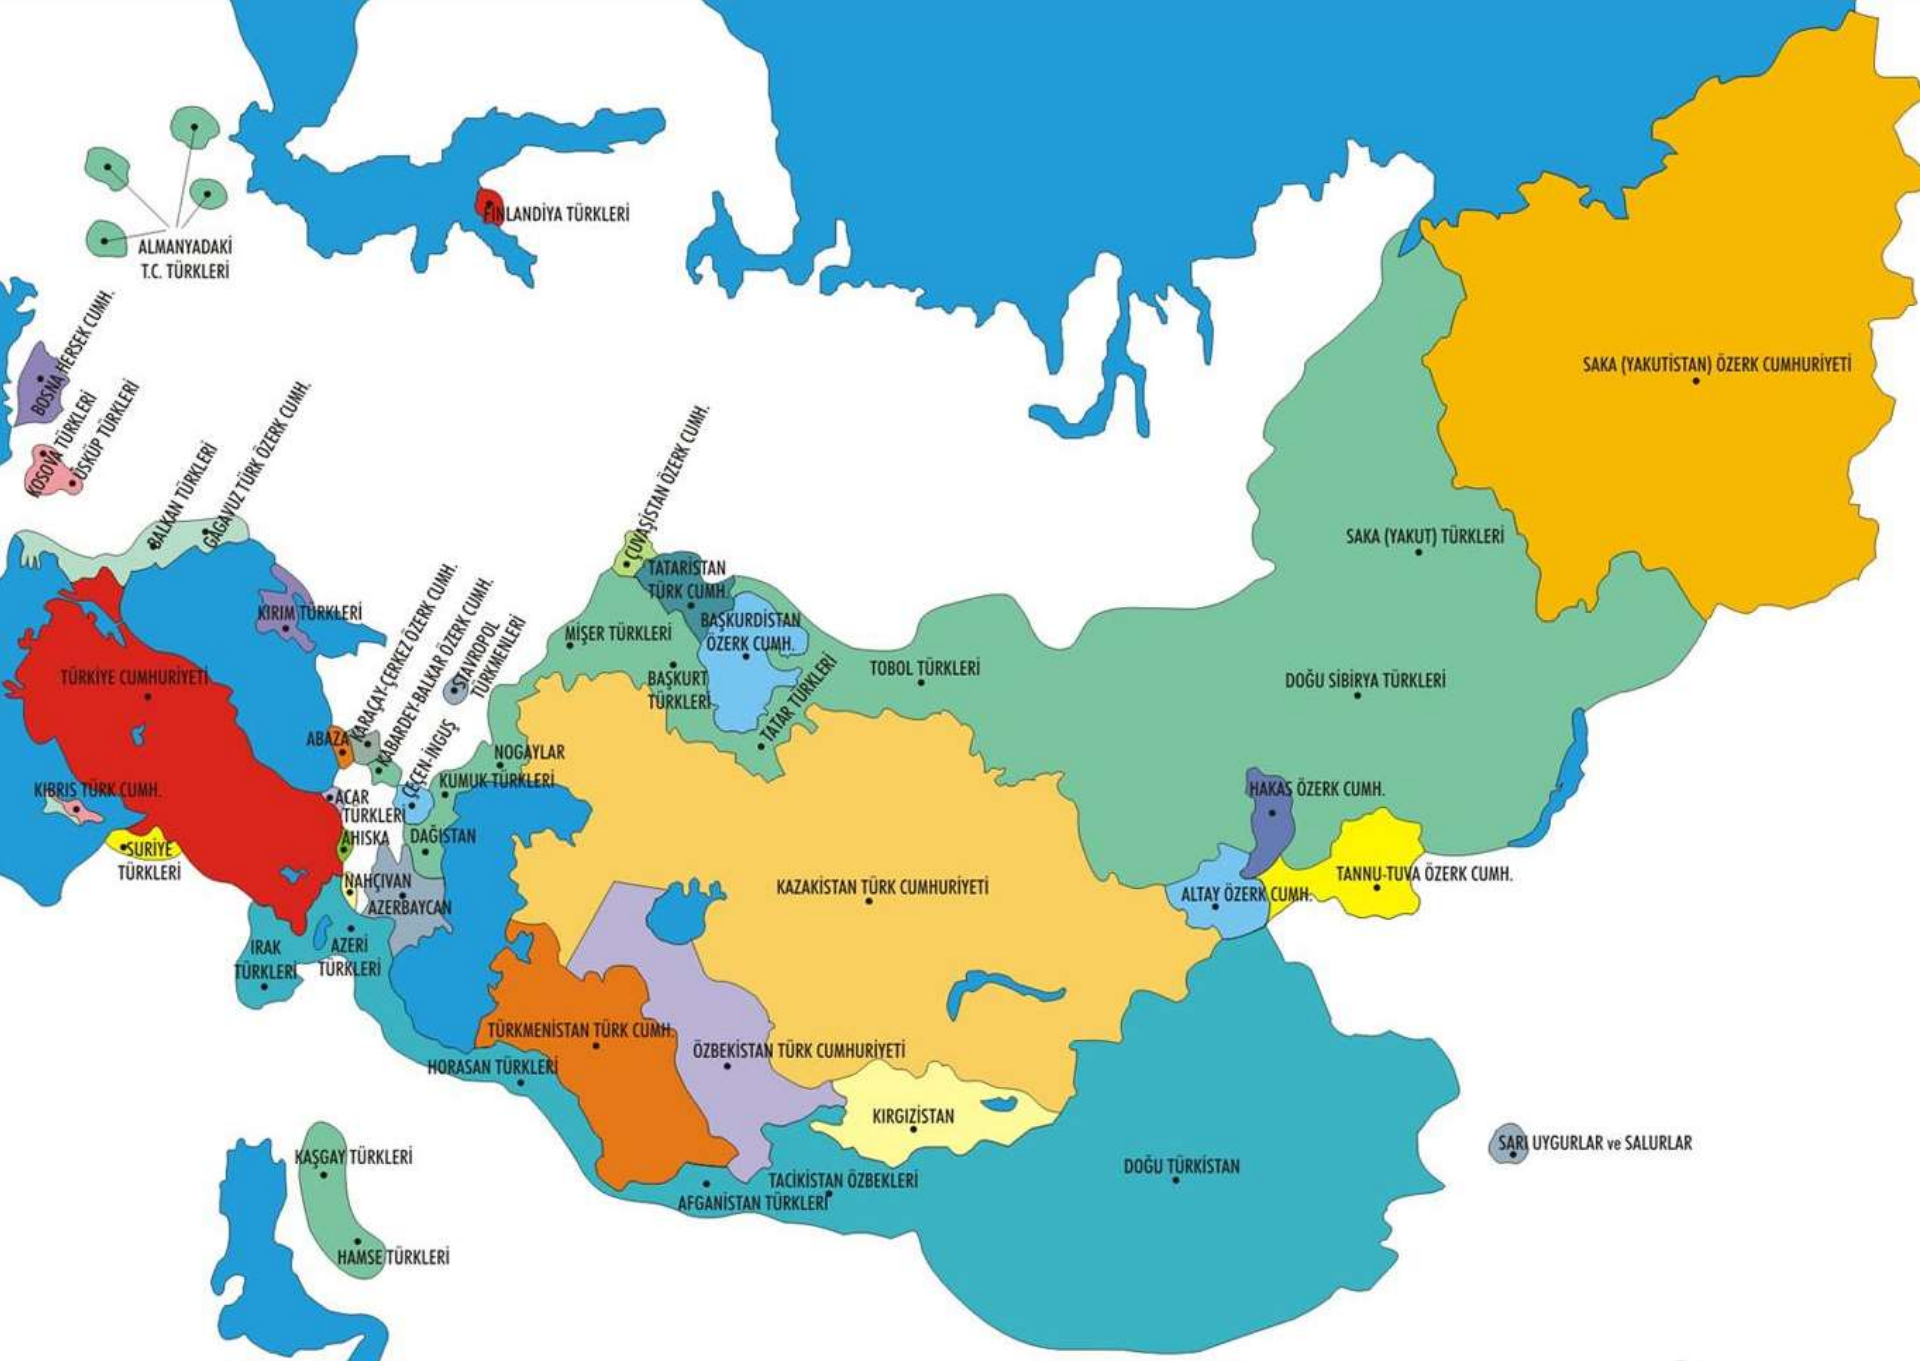 FİNLANDİYA TÜRKLERİ
ALMANYADAKİ
T.C. TÜRKLERİ
BOSNA HERSEK CUMH.
KOSOVA TÜRKLERİ
ÜSKÜP TÜRKLERİ
BALKAN TÜRKLERİ
GAGAVUZ TÜRK ÖZERK CUMH.
SAKA (YAKUTİSTAN) ÖZERK CUMHURİYETİ
SAKA (YAKUT) TÜRKLERİ
ÇUVAŞİSTAN ÖZERK CUMH.
TATARİSTAN
TÜRK CUMH.
BAŞKURDİSTAN
ÖZERK CUMH.
MİŞER TÜRKLERİ
BAŞKURT
TÜRKLERİ
TATAR TÜRKLERİ
TOBOL TÜRKLERİ
DOĞU SİBİRYA TÜRKLERİ
KIRIM TÜRKLERİ
TÜRKİYE CUMHURİYETİ
KARAÇAY-ÇERKEZ ÖZERK CUMH.
KABARDEY-BALKAR ÖZERK CUMH.
STAVROPOL
TÜRKMENLERİ
ABAZA
ÇEÇEN-İNGUŞ
NOGAYLAR
KUMUK TÜRKLERİ
KIBRIS TÜRK CUMH.
ACAR
TÜRKLERİ
AHISKA
DAĞISTAN
SURİYE
TÜRKLERİ
NAHÇIVAN
AZERBAYCAN
IRAK
TÜRKLERİ
AZERİ
TÜRKLERİ
KAZAKİSTAN TÜRK CUMHURİYETİ
HAKAS ÖZERK CUMH.
ALTAY ÖZERK CUMH.
TANNU-TUVA ÖZERK CUMH.
TÜRKMENİSTAN TÜRK CUMH.
ÖZBEKİSTAN TÜRK CUMHURİYETİ
HORASAN TÜRKLERİ
KIRGIZİSTAN
KAŞGAY TÜRKLERİ
HAMSE TÜRKLERİ
TACİKİSTAN ÖZBEKLERİ
AFGANİSTAN TÜRKLERİ
DOĞU TÜRKİSTAN
SARI UYGURLAR ve SALURLAR